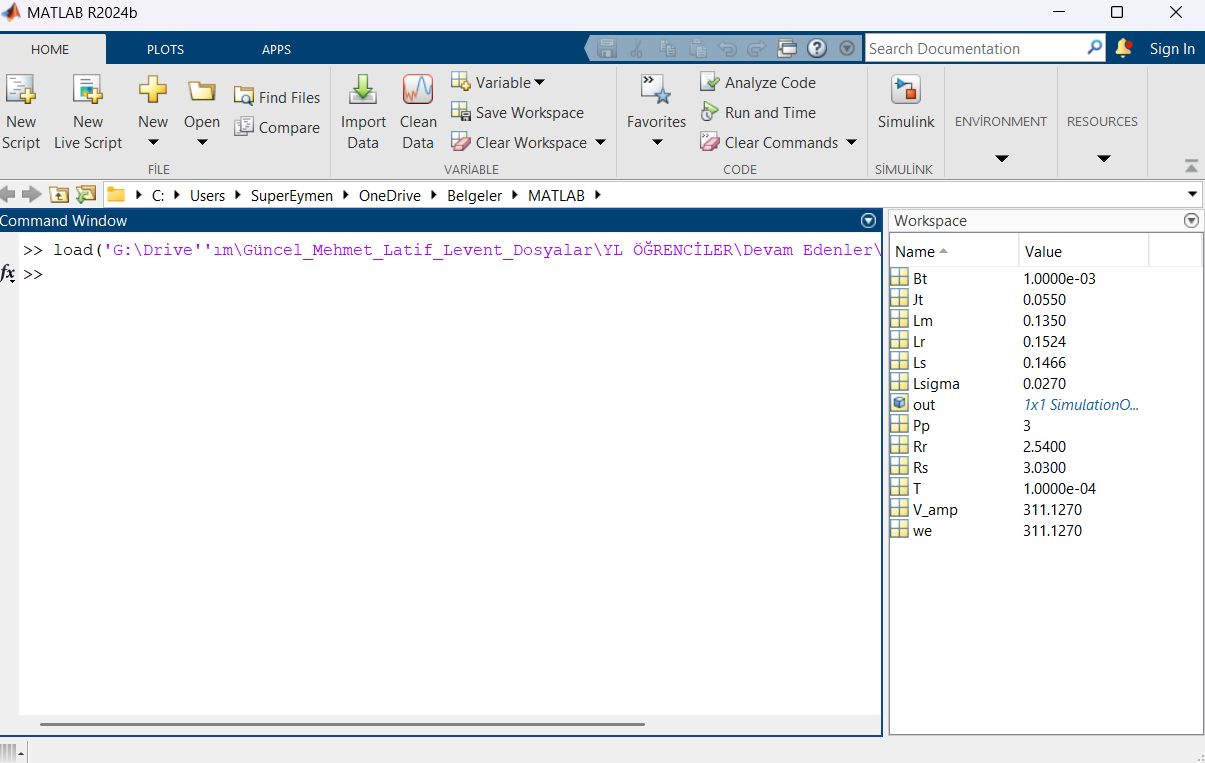 MATLAB R2024b
HOME PLOTS APPS
Search Documentation
Sign In
New Script
New Live Script
New
Open
Find Files
Compare
FİLE
Import Data
Clean Data
Variable
Save Workspace
Clear Workspace
VARİABLE
Favorites
Analyze Code
Run and Time
Clear Commands
CODE
Simulink
SIMULİNK
ENVİRONMENT
RESOURCES
C: Users SuperEymen OneDrive Belgeler MATLAB
Command Window
>> load('G:\Drive''ım\Güncel_Mehmet_Latif_Levent_Dosyalar\YL ÖĞRENCİLER\Devam Edenler\
fx >>
Workspace
Name Value
Bt 1.0000e-03
Jt 0.0550
Lm 0.1350
Lr 0.1524
Ls 0.1466
Lsigma 0.0270
out 1x1 SimulationO...
Pp 3
Rr 2.5400
Rs 3.0300
T 1.0000e-04
V_amp 311.1270
we 311.1270